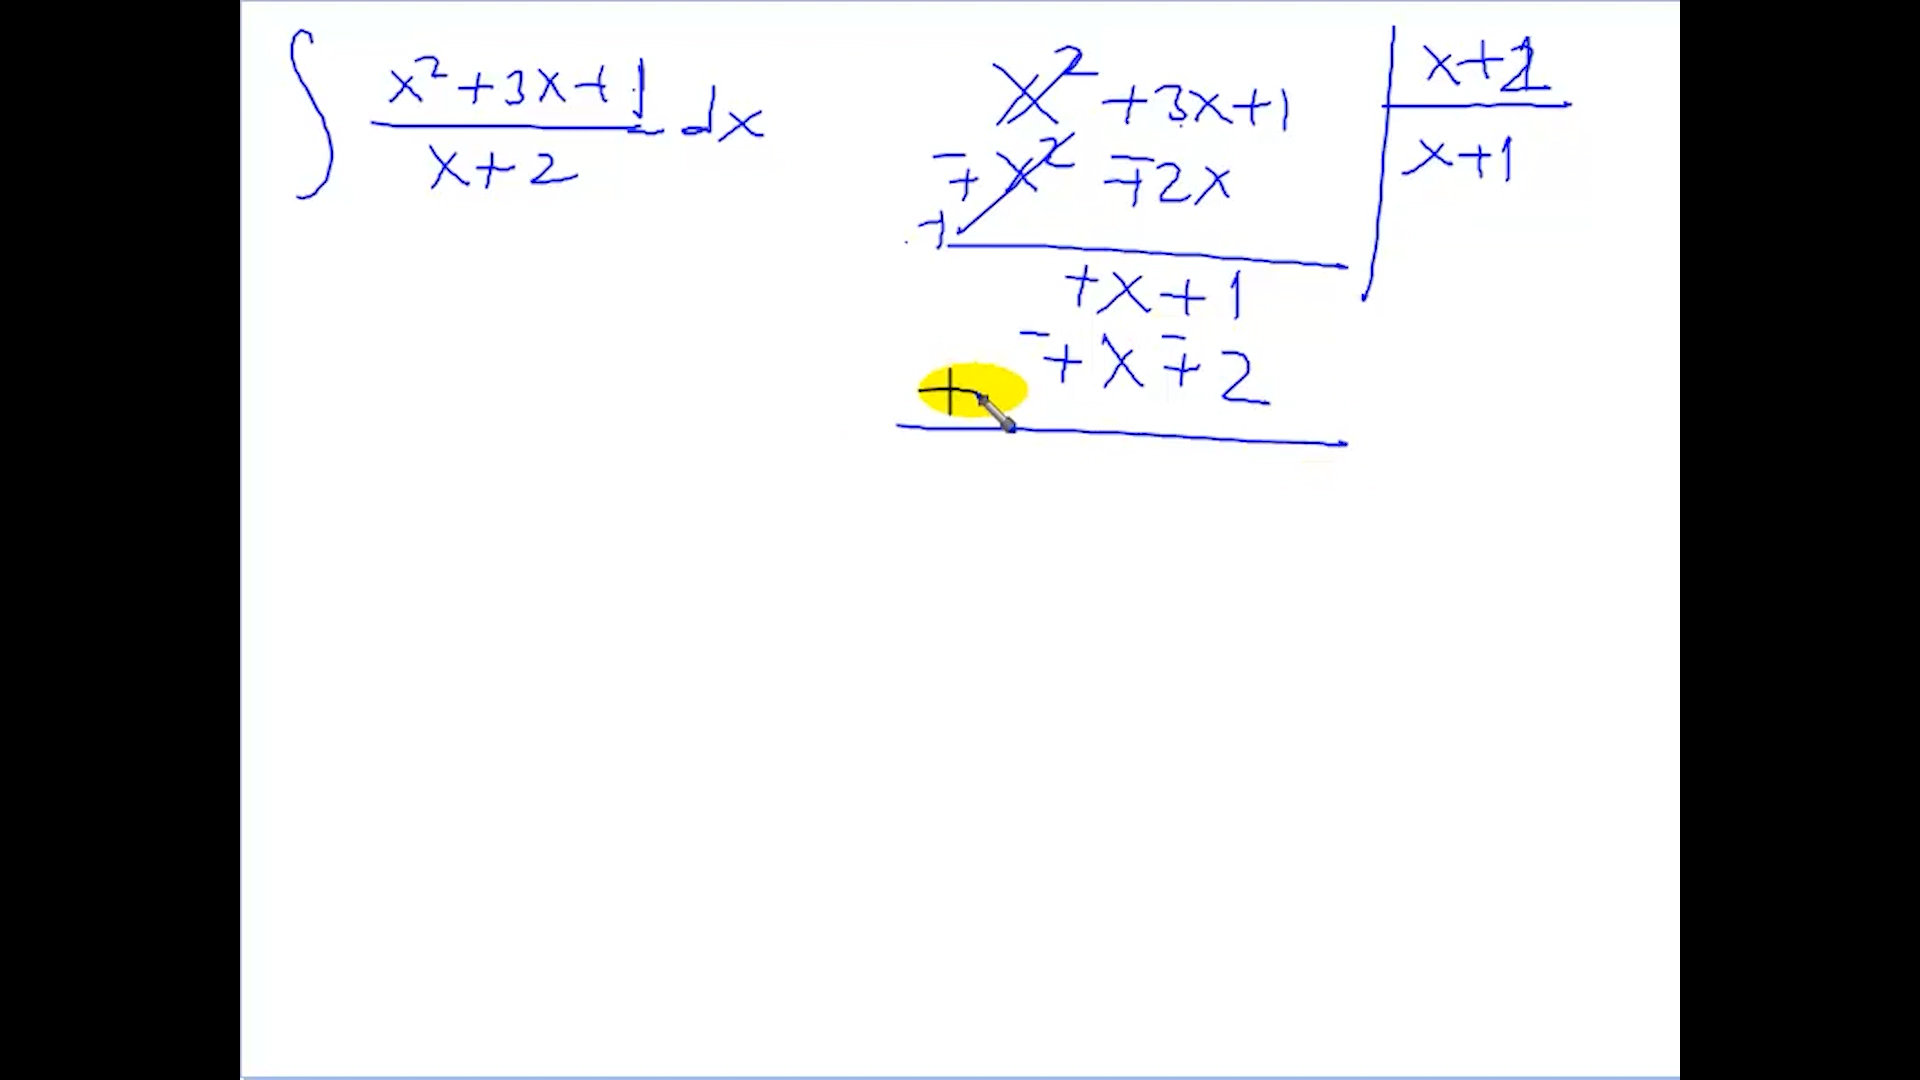 ∫ (x² + 3x + 1)/(x + 2) dx
x² + 3x + 1 | x + 2
∓ x² ∓ 2x | x + 1
+
+ x + 1
∓ x ∓ 2
+